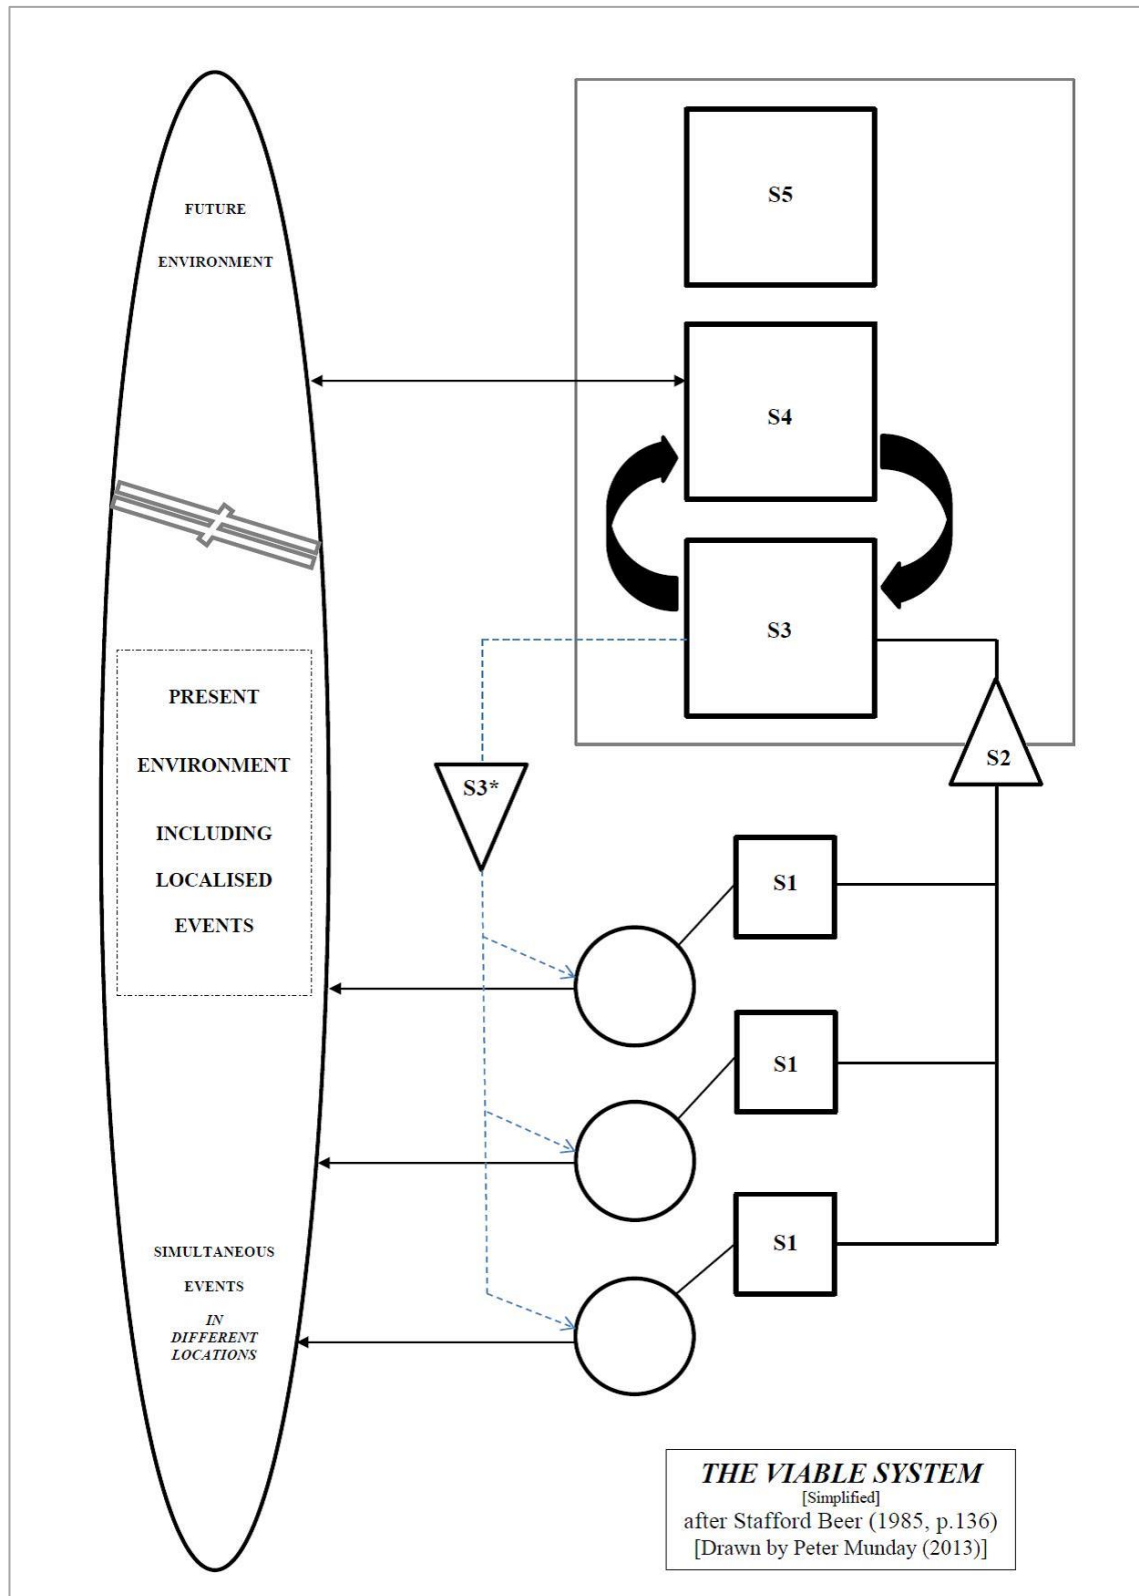 FUTURE
ENVIRONMENT
PRESENT
ENVIRONMENT
INCLUDING
LOCALISED
EVENTS
SIMULTANEOUS
EVENTS
IN
DIFFERENT
LOCATIONS
S5
S4
S3
S2
S3*
S1
S1
S1
THE VIABLE SYSTEM
[Simplified]
after Stafford Beer (1985, p.136)
[Drawn by Peter Munday (2013)]